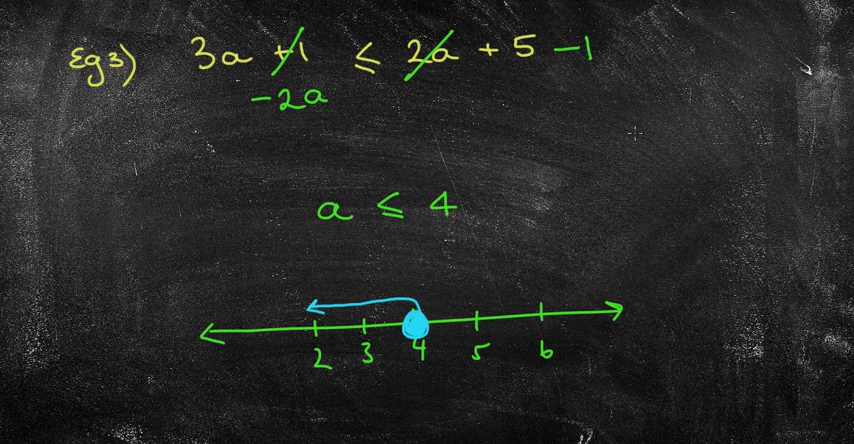 Eg3) 3a + 1 ≤ 2a + 5 - 1
- 2a
a ≤ 4
2 3 4 5 6